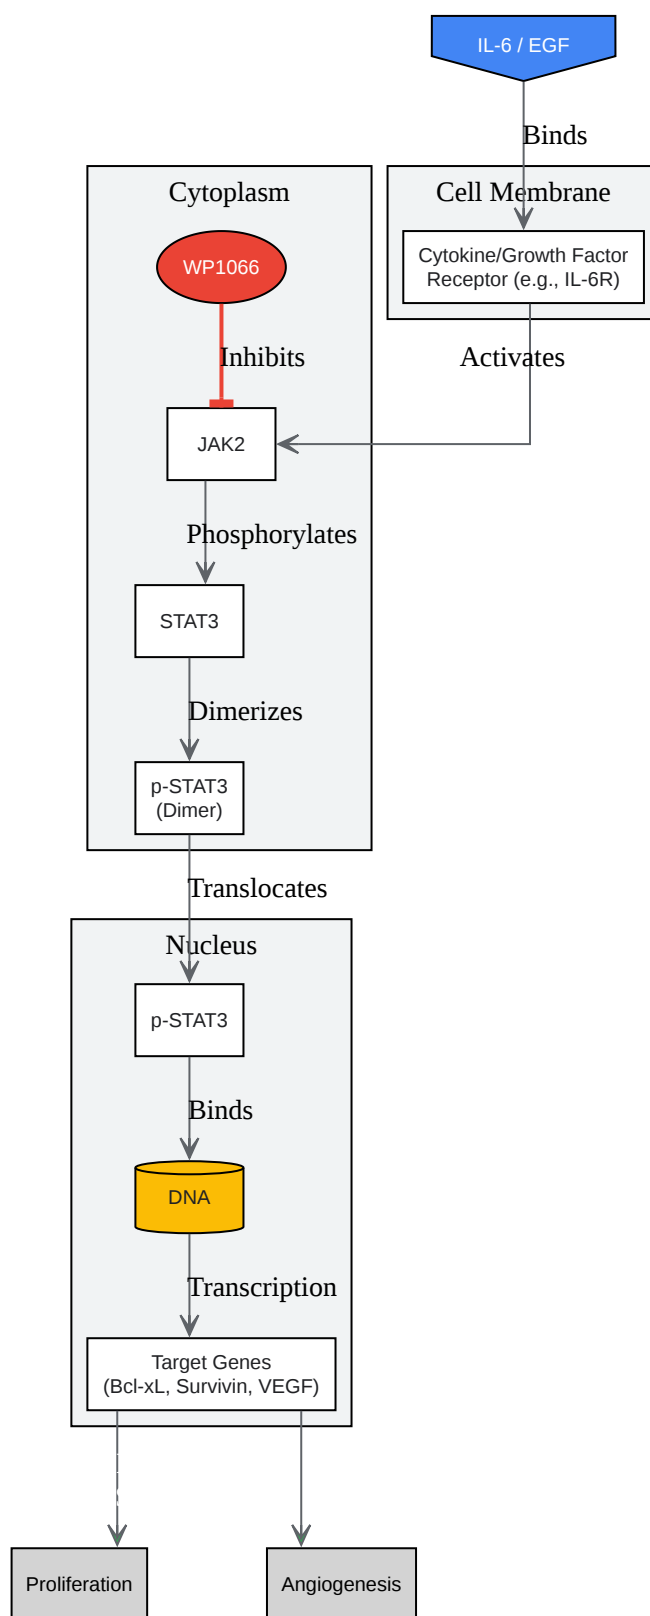 IL-6 / EGF
Binds
Cytoplasm
Cell Membrane
WP1066
Cytokine/Growth Factor
Receptor (e.g., IL-6R)
Inhibits
Activates
JAK2
Phosphorylates
STAT3
Dimerizes
p-STAT3
(Dimer)
Translocates
Nucleus
p-STAT3
Binds
DNA
Transcription
Target Genes
(Bcl-xL, Survivin, VEGF)
Proliferation
Angiogenesis